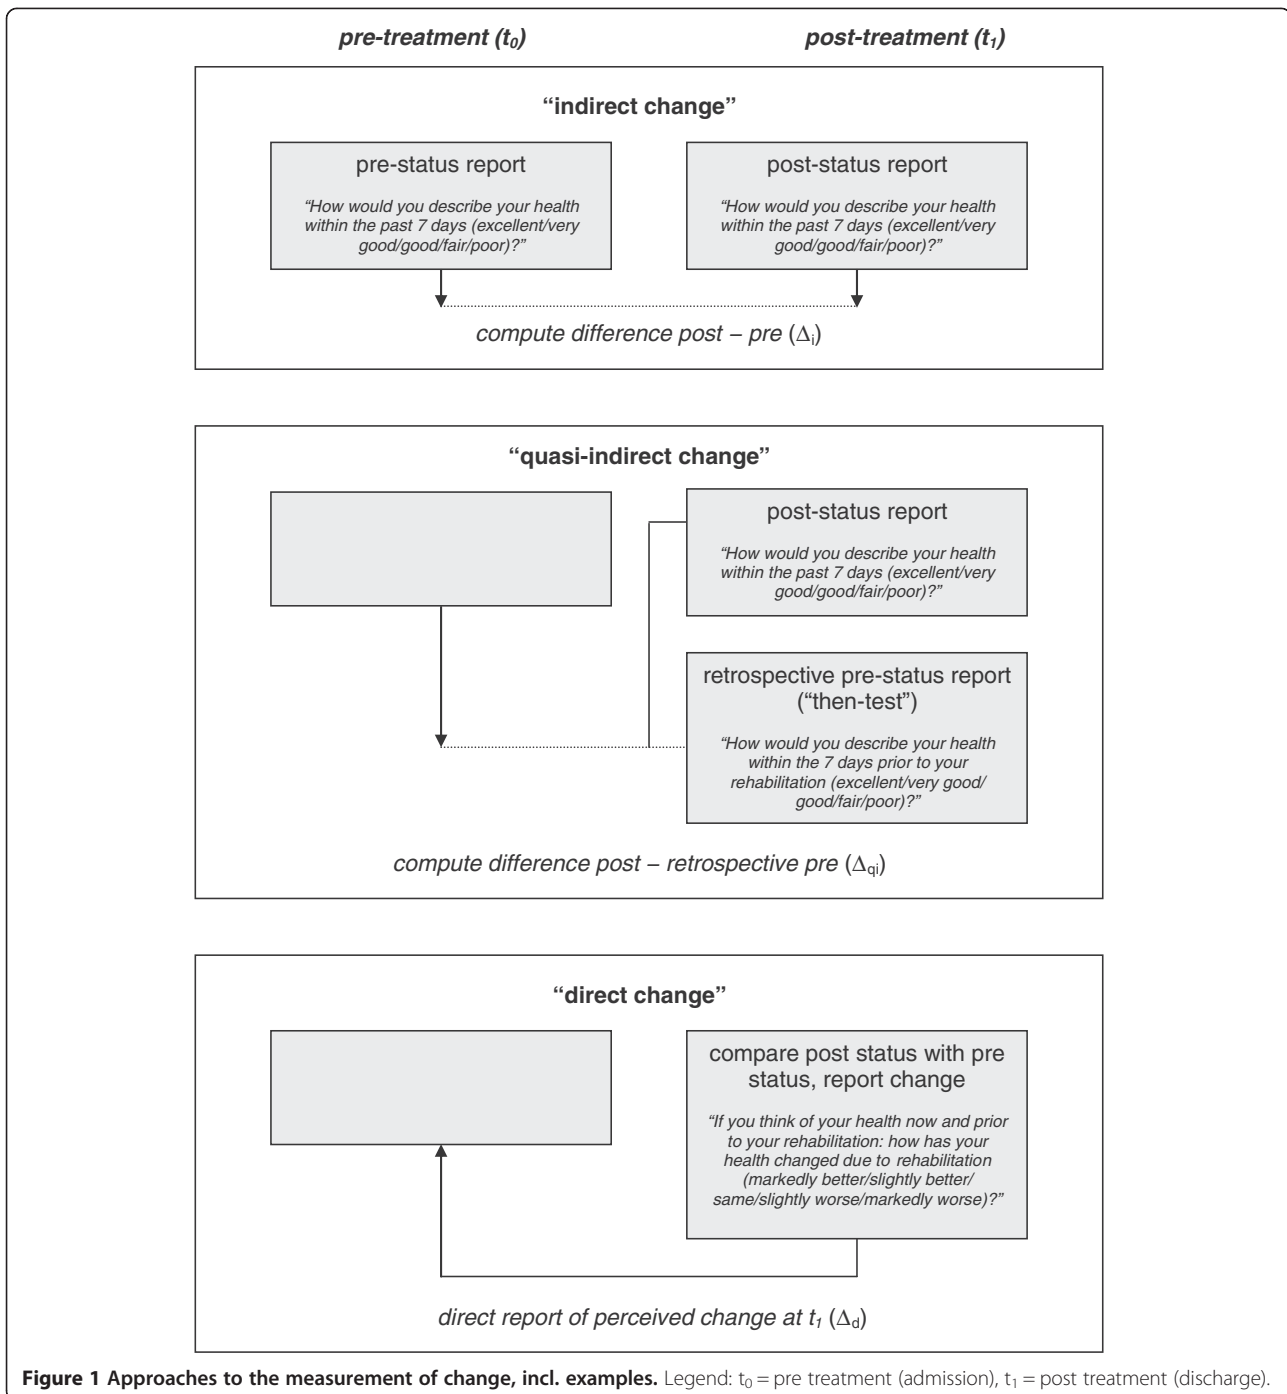 pre-treatment (t0) post-treatment (t1)
“indirect change”
pre-status report
“How would you describe your health
within the past 7 days (excellent/very
good/good/fair/poor)?”
post-status report
“How would you describe your health
within the past 7 days (excellent/very
good/good/fair/poor)?”
compute difference post – pre (Δi)
“quasi-indirect change”
post-status report
“How would you describe your health
within the past 7 days (excellent/very
good/good/fair/poor)?”
retrospective pre-status report
(“then-test”)
“How would you describe your health
within the 7 days prior to your
rehabilitation (excellent/very good/
good/fair/poor)?”
compute difference post – retrospective pre (Δqi)
“direct change”
compare post status with pre
status, report change
“If you think of your health now and prior
to your rehabilitation: how has your
health changed due to rehabilitation
(markedly better/slightly better/
same/slightly worse/markedly worse)?”
direct report of perceived change at t1 (Δd)
Figure 1 Approaches to the measurement of change, incl. examples. Legend: t0 = pre treatment (admission), t1 = post treatment (discharge).